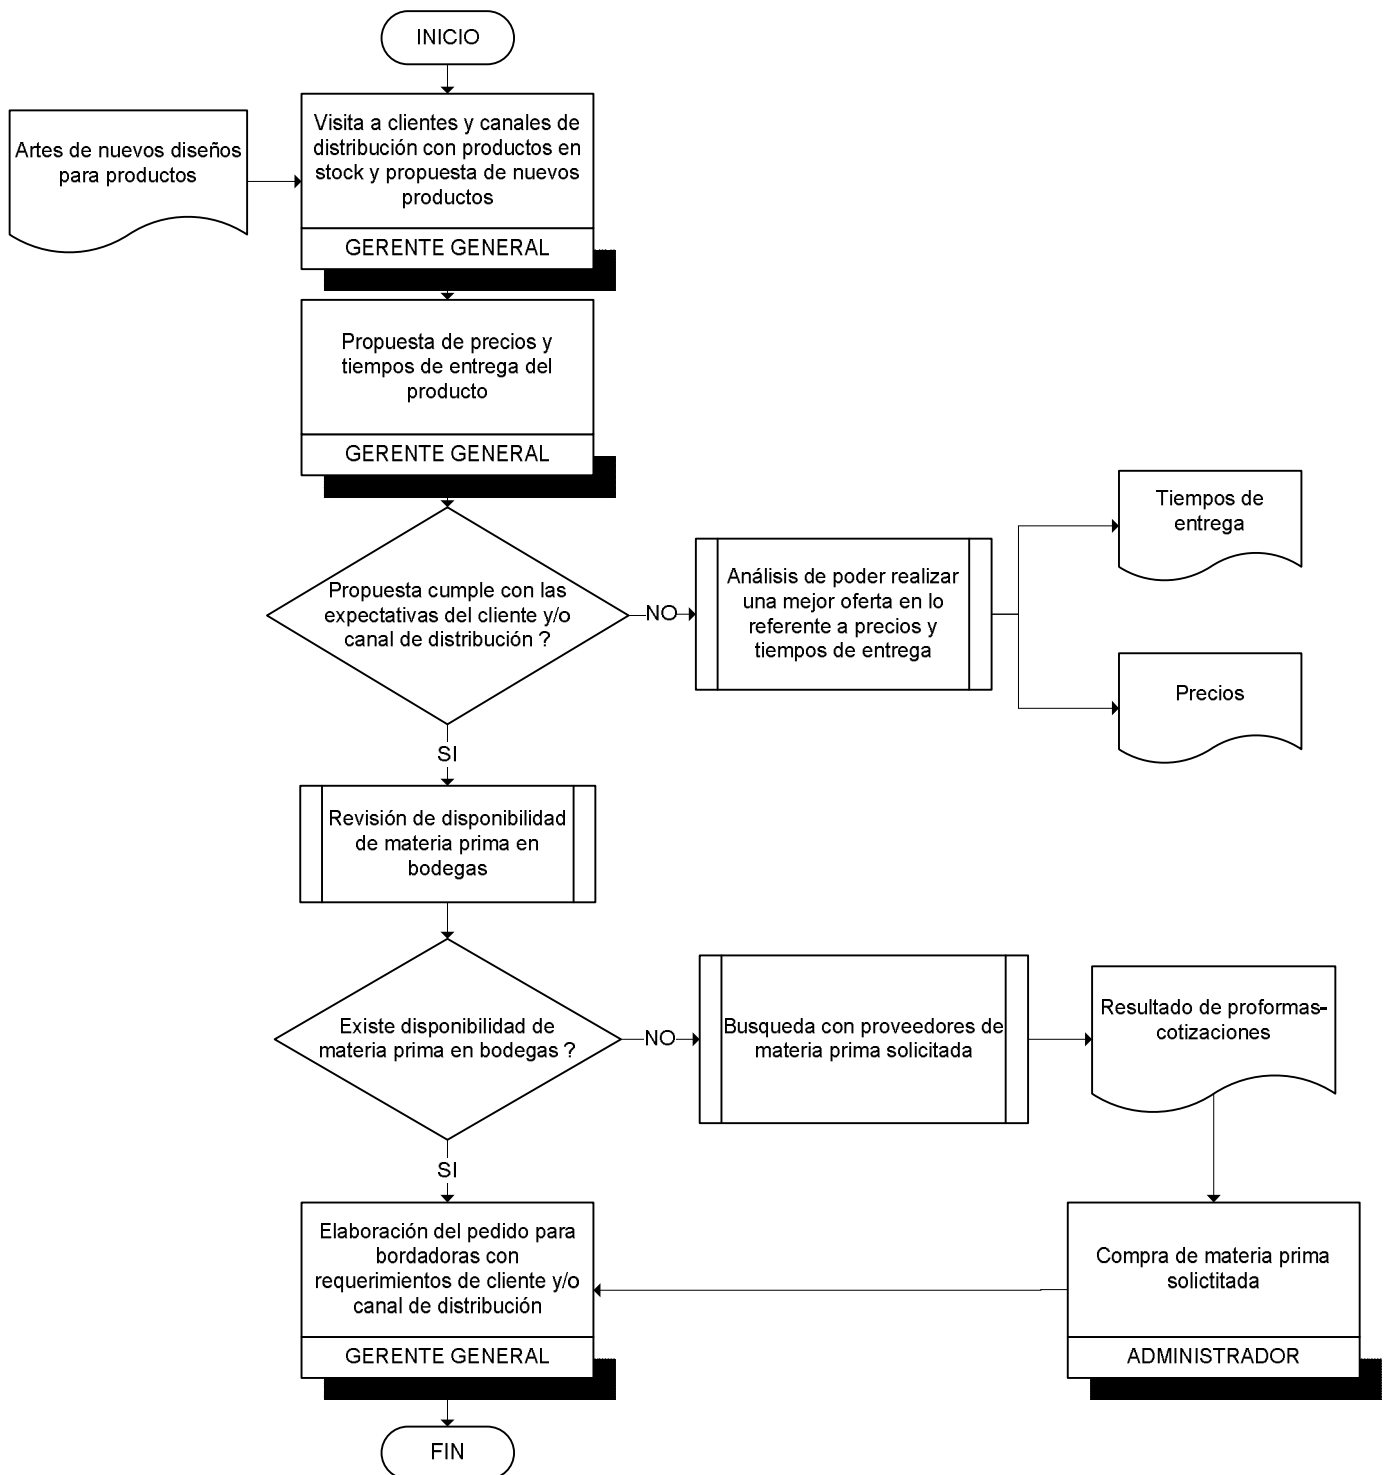 INICIO
Artes de nuevos diseños
para productos
Visita a clientes y canales de
distribución con productos en
stock y propuesta de nuevos
productos
GERENTE GENERAL
Propuesta de precios y
tiempos de entrega del
producto
GERENTE GENERAL
Propuesta cumple con las
expectativas del cliente y/o
canal de distribución ?
NO
Análisis de poder realizar
una mejor oferta en lo
referente a precios y
tiempos de entrega
Tiempos de
entrega
Precios
SI
Revisión de disponibilidad
de materia prima en
bodegas
Existe disponibilidad de
materia prima en bodegas ?
NO
Busqueda con proveedores de
materia prima solicitada
Resultado de proformas-
cotizaciones
SI
Elaboración del pedido para
bordadoras con
requerimientos de cliente y/o
canal de distribución
GERENTE GENERAL
Compra de materia prima
solictitada
ADMINISTRADOR
FIN